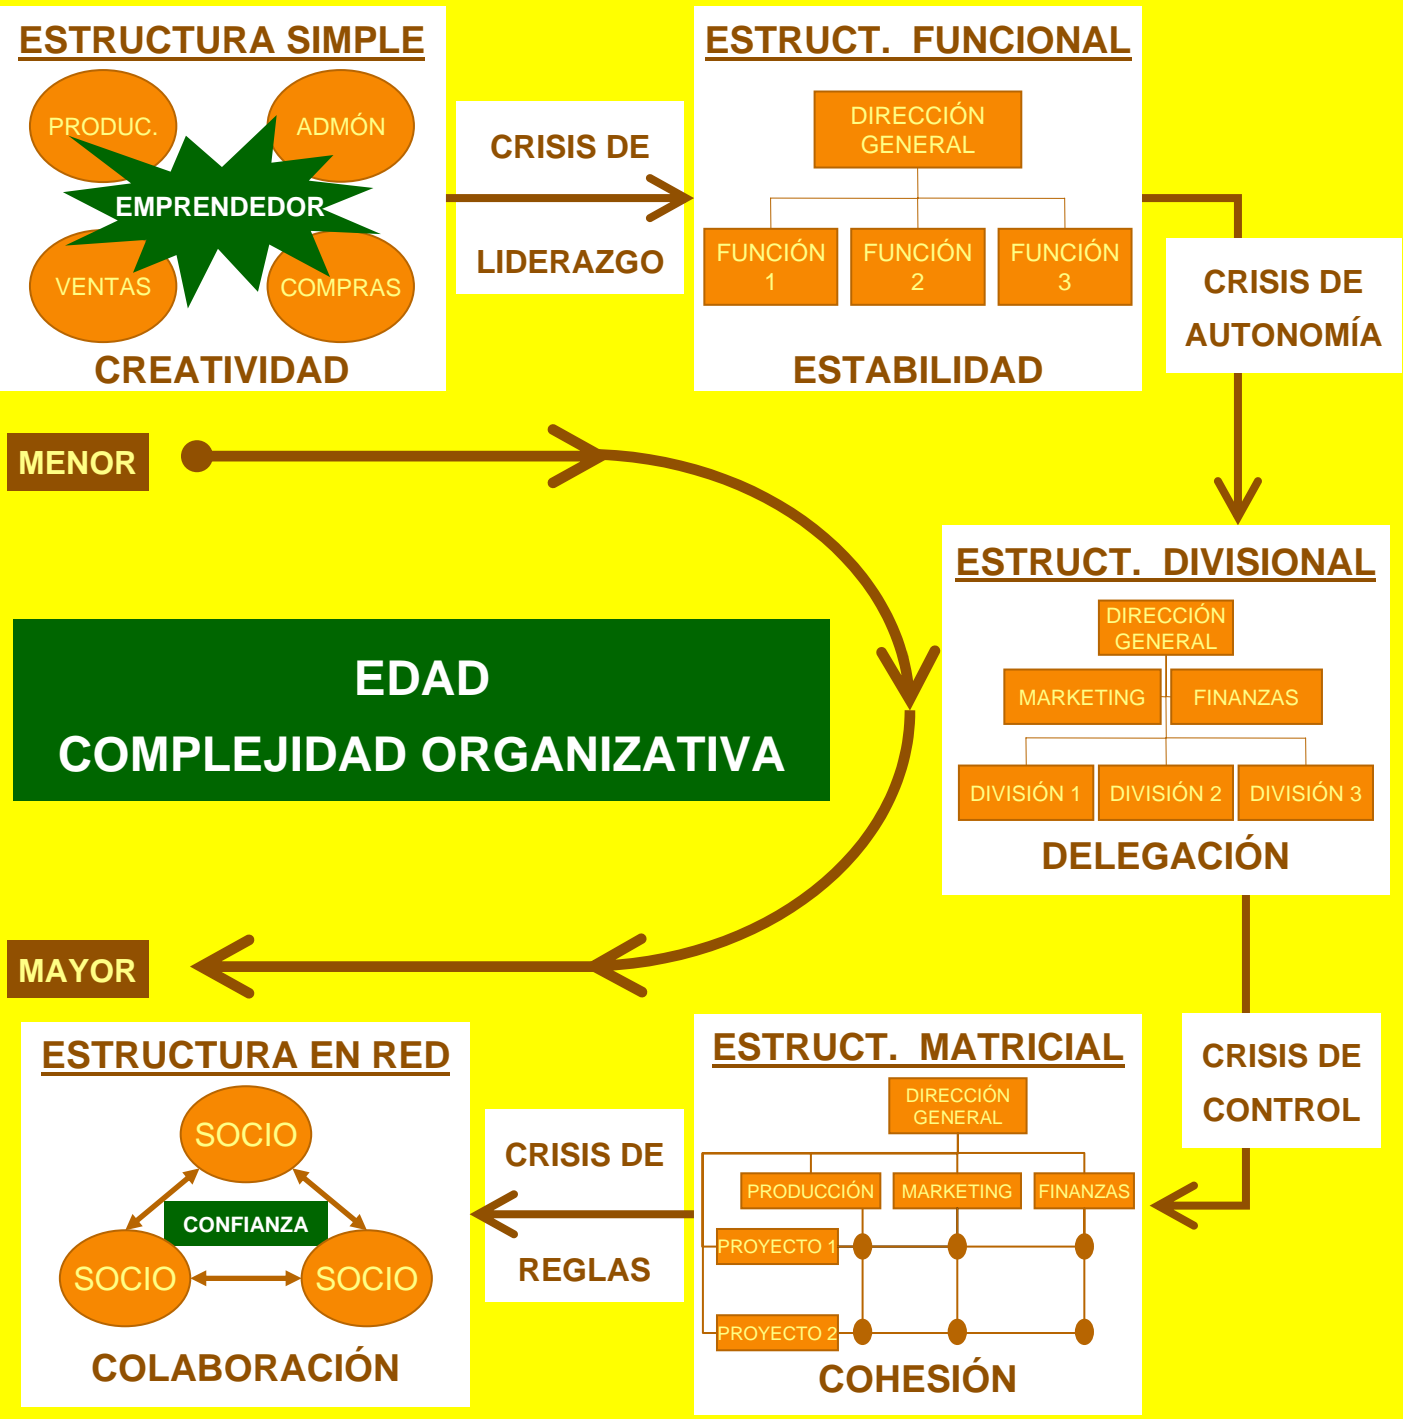 ESTRUCTURA SIMPLE
PRODUC.
ADMÓN
EMPRENDEDOR
VENTAS
COMPRAS
CREATIVIDAD
CRISIS DE
LIDERAZGO
ESTRUCT. FUNCIONAL
DIRECCIÓN
GENERAL
FUNCIÓN
1
FUNCIÓN
2
FUNCIÓN
3
ESTABILIDAD
CRISIS DE
AUTONOMÍA
MENOR
EDAD
COMPLEJIDAD ORGANIZATIVA
MAYOR
ESTRUCT. DIVISIONAL
DIRECCIÓN
GENERAL
MARKETING
FINANZAS
DIVISIÓN 1
DIVISIÓN 2
DIVISIÓN 3
DELEGACIÓN
CRISIS DE
CONTROL
ESTRUCT. MATRICIAL
DIRECCIÓN
GENERAL
PRODUCCIÓN
MARKETING
FINANZAS
PROYECTO 1
PROYECTO 2
COHESIÓN
CRISIS DE
REGLAS
ESTRUCTURA EN RED
SOCIO
CONFIANZA
SOCIO
SOCIO
COLABORACIÓN